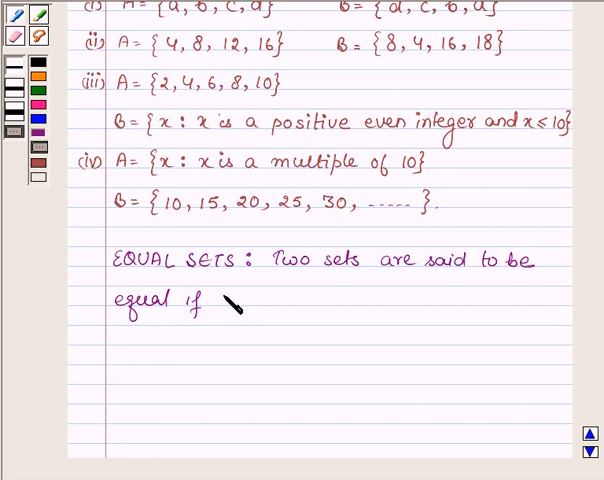 (i) A = {a, b, c, d} B = {d, c, b, a}
(ii) A = {4, 8, 12, 16} B = {8, 4, 16, 18}
(iii) A = {2, 4, 6, 8, 10}
B = {x : x is a positive even integer and x ≤ 10}
(iv) A = {x : x is a multiple of 10}
B = {10, 15, 20, 25, 30, ..... }.
EQUAL SETS : Two sets are said to be
equal if